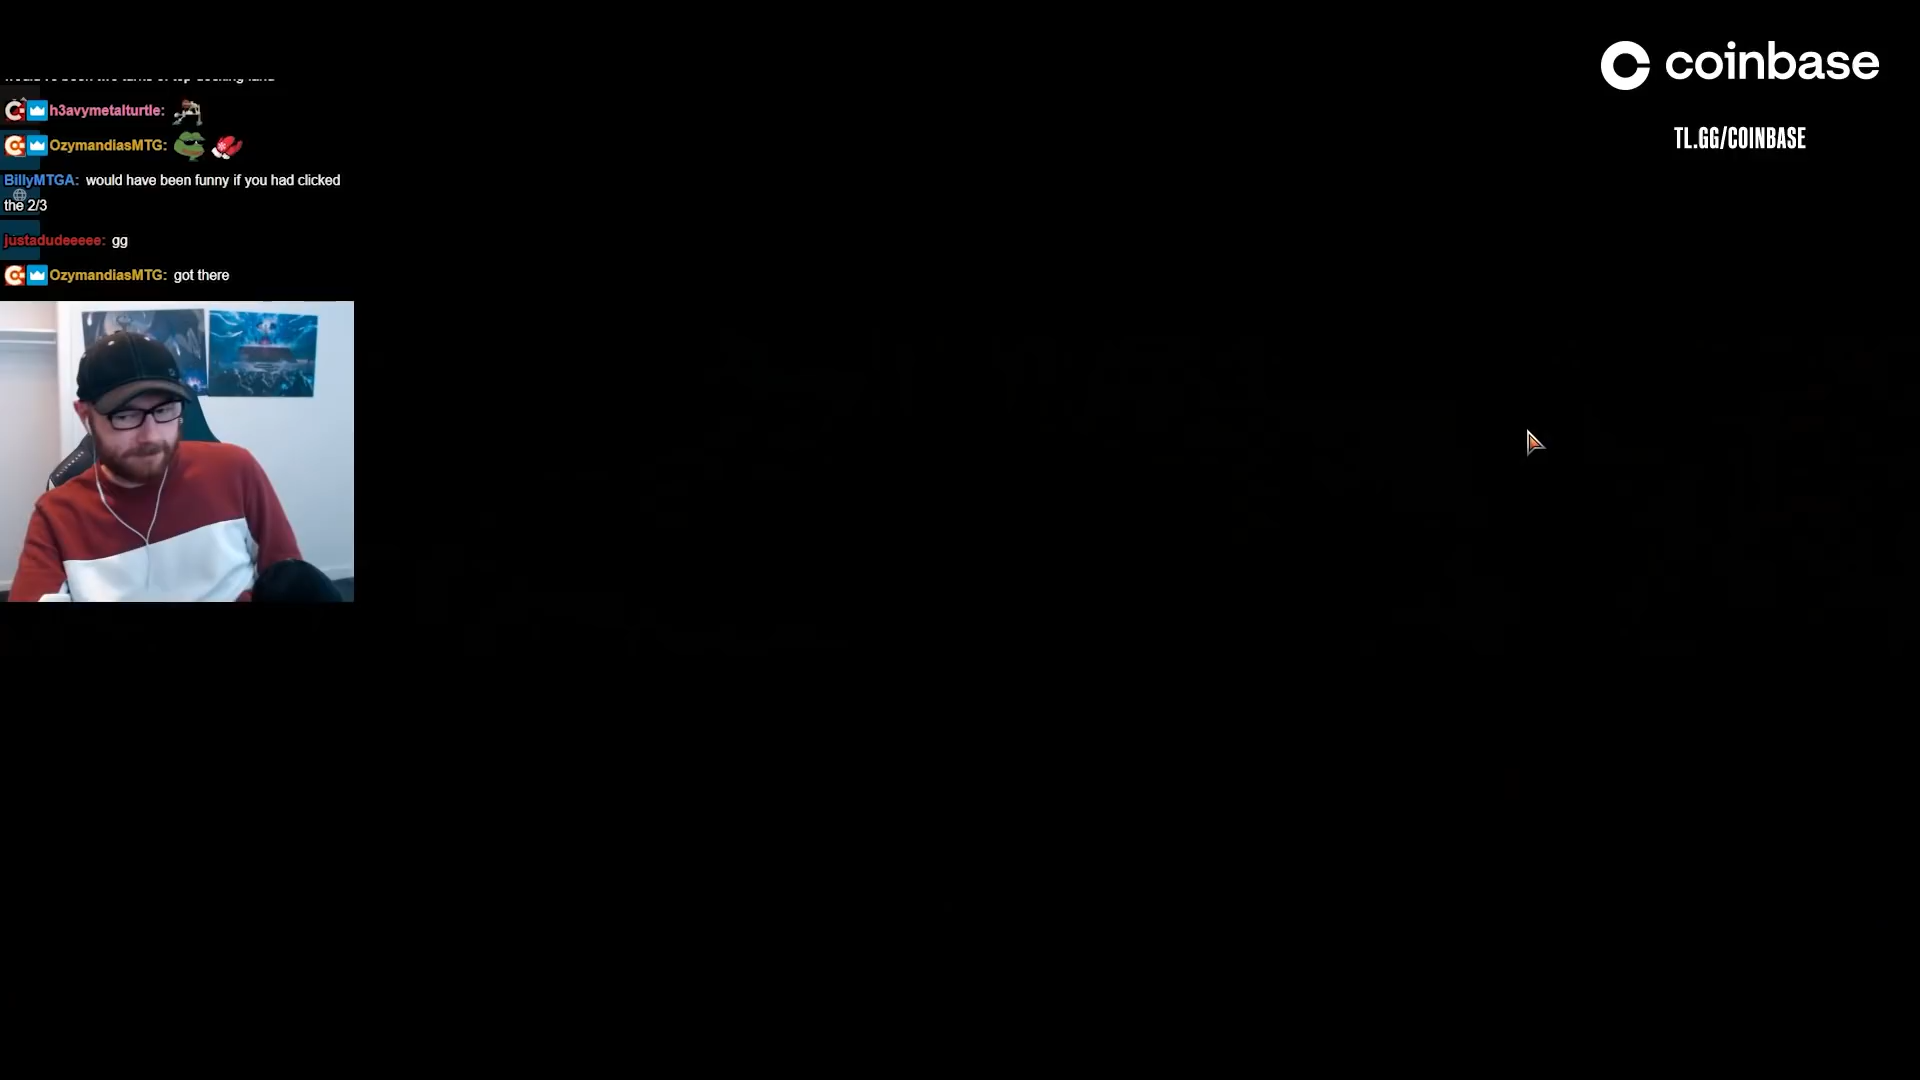 coinbase
TL.GG/COINBASE
h3avymetalturtle:
OzymandiasMTG:
BillyMTGA: would have been funny if you had clicked
the 2/3
justadudeeeee: gg
OzymandiasMTG: got there